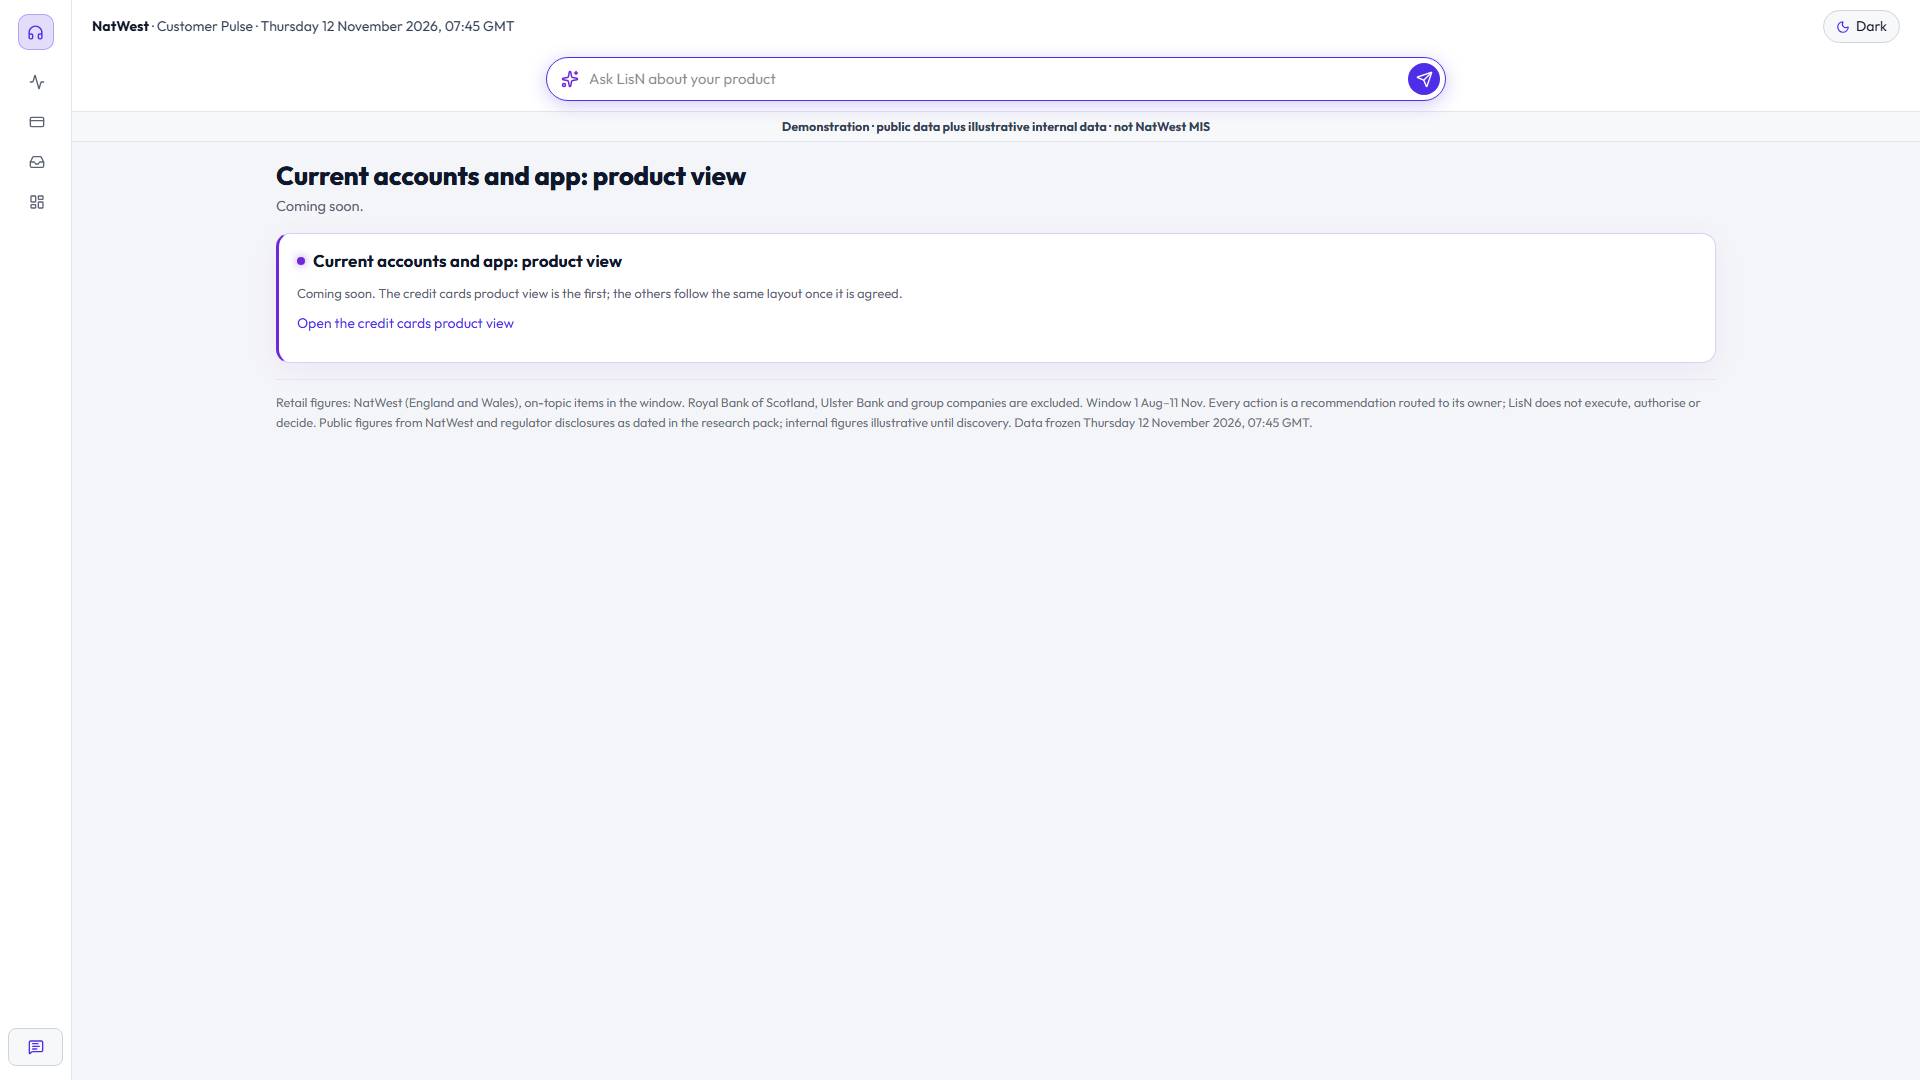 NatWest · Customer Pulse · Thursday 12 November 2026, 07:45 GMT
Dark
Ask LisN about your product
Demonstration · public data plus illustrative internal data · not NatWest MIS
Current accounts and app: product view
Coming soon.
Current accounts and app: product view
Coming soon. The credit cards product view is the first; the others follow the same layout once it is agreed.
Open the credit cards product view
Retail figures: NatWest (England and Wales), on-topic items in the window. Royal Bank of Scotland, Ulster Bank and group companies are excluded. Window 1 Aug–11 Nov. Every action is a recommendation routed to its owner; LisN does not execute, authorise or
decide. Public figures from NatWest and regulator disclosures as dated in the research pack; internal figures illustrative until discovery. Data frozen Thursday 12 November 2026, 07:45 GMT.